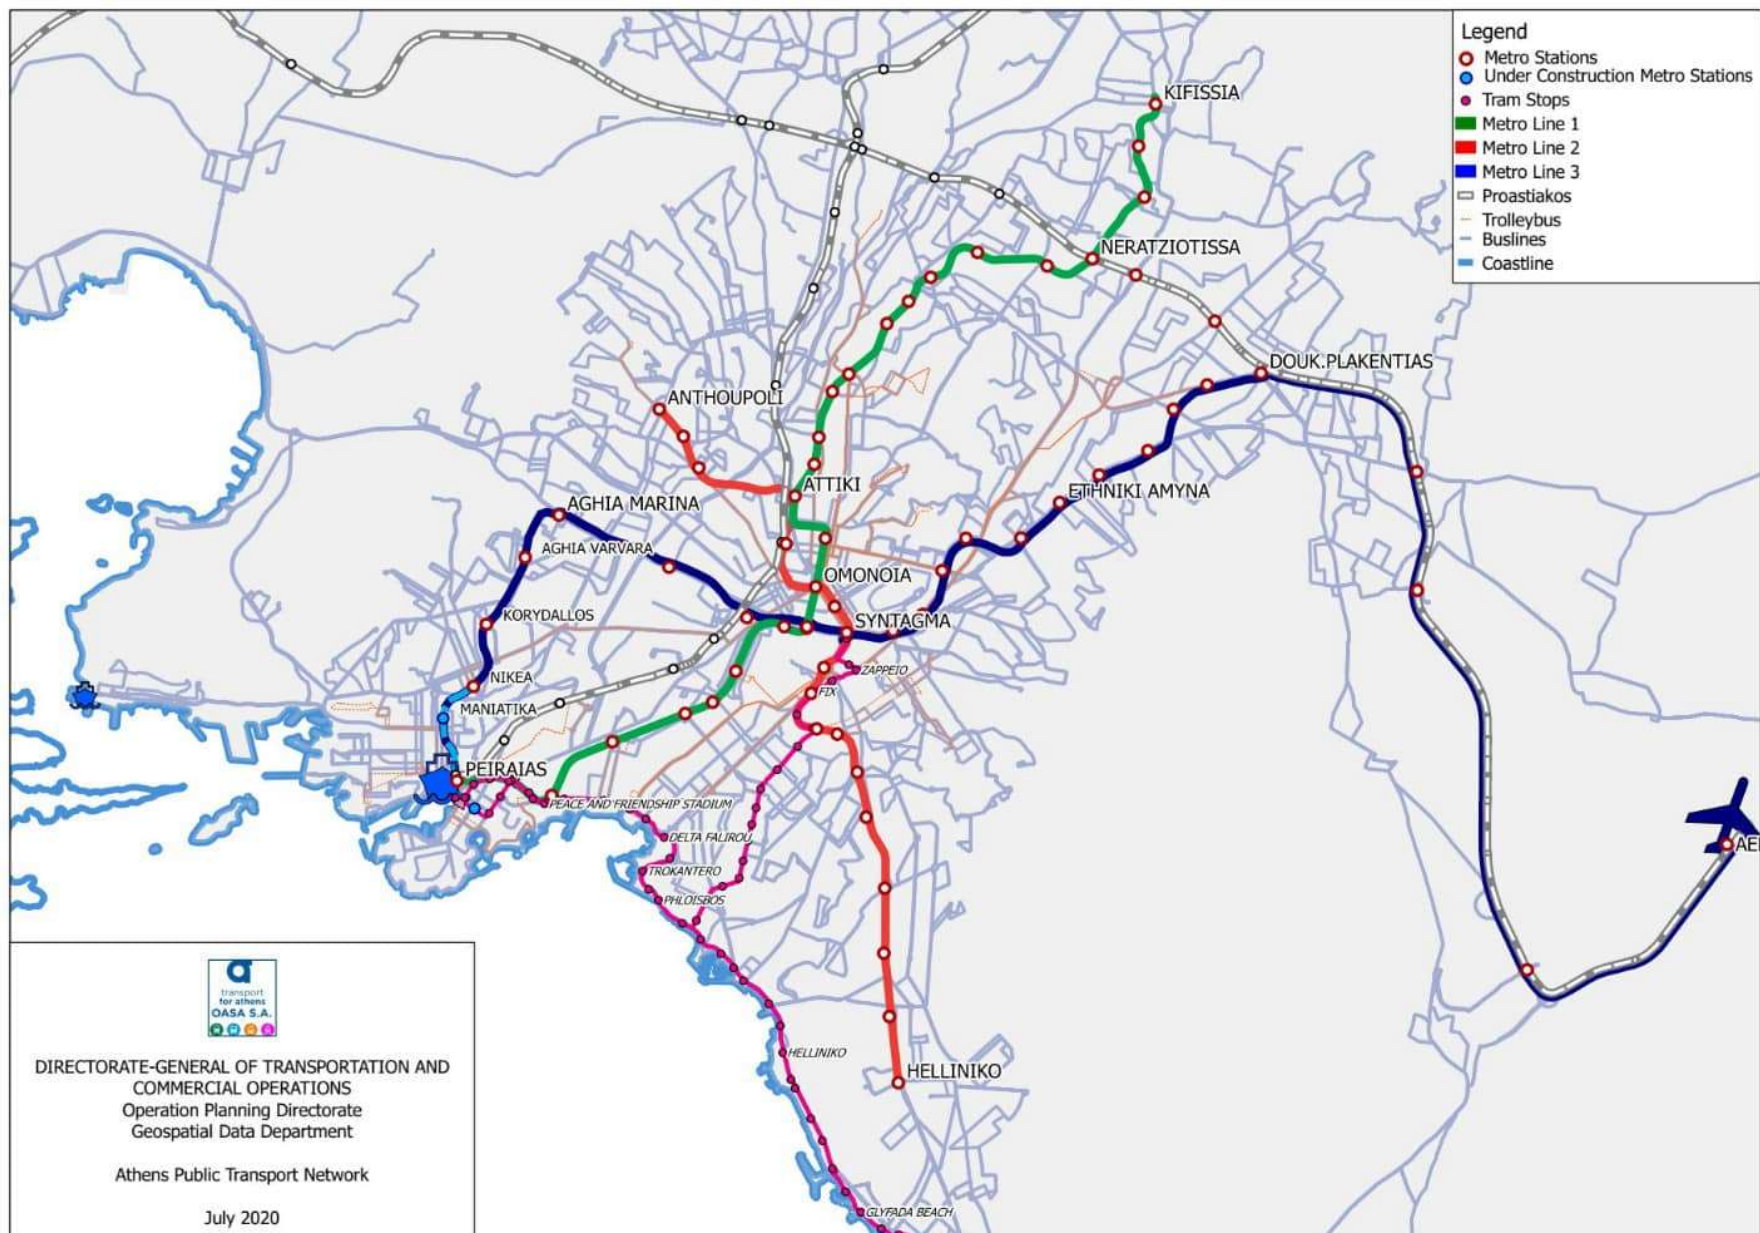 Legend
Metro Stations
Under Construction Metro Stations
Tram Stops
Metro Line 1
Metro Line 2
Metro Line 3
Proastiakos
Trolleybus
Buslines
Coastline
KIFISSIA
NERATZIOTISSA
DOUK.PLAKENTIAS
ANTHOUPOLI
ATTIKI
ETHNIKI AMYNA
AGHIA MARINA
AGHIA VARVARA
OMONOIA
KORYDALLOS
SYNTAGMA
ZAPPEIO
NIKEA
FIX
MANIATIKA
PEIRAIAS
PEACE AND FRIENDSHIP STADIUM
DELTA FALIROU
AE
TROKANTERO
PHLOISBOS
HELLINIKO
HELLINIKO
GLYFADA BEACH
transport
for athens
OASA S.A.
DIRECTORATE-GENERAL OF TRANSPORTATION AND
COMMERCIAL OPERATIONS
Operation Planning Directorate
Geospatial Data Department
Athens Public Transport Network
July 2020